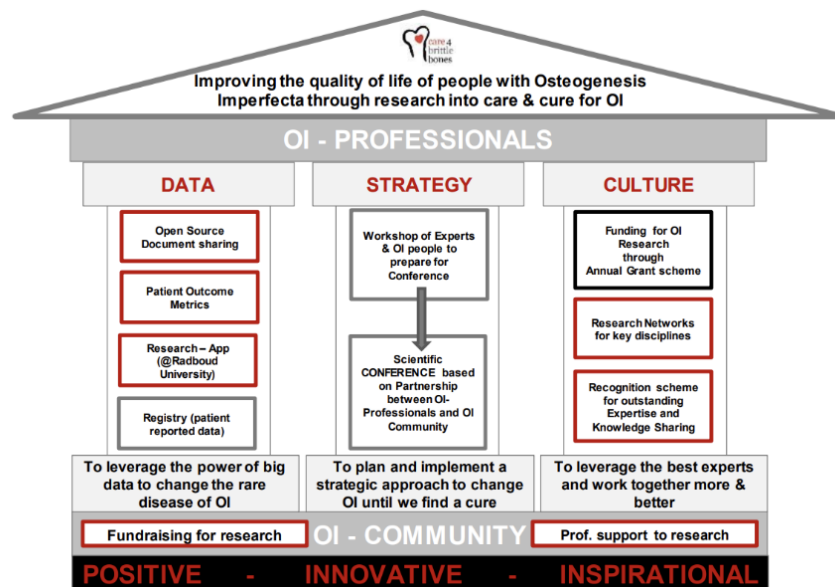 care4
brittle
bones
Improving the quality of life of people with Osteogenesis
Imperfecta through research into care & cure for OI
OI - PROFESSIONALS
DATA
Open Source
Document sharing
Patient Outcome
Metrics
Research – App
(@Radboud
University)
Registry (patient
reported data)
To leverage the power of big
data to change the rare
disease of OI
STRATEGY
Workshop of Experts
& OI people to
prepare for
Conference
Scientific
CONFERENCE based
on Partnership
between OI-
Professionals and OI
Community
To plan and implement a
strategic approach to change
OI until we find a cure
CULTURE
Funding for OI
Research
through
Annual Grant scheme
Research Networks
for key disciplines
Recognition scheme
for outstanding
Expertise and
Knowledge Sharing
To leverage the best experts
and work together more &
better
Fundraising for research
OI - COMMUNITY
Prof. support to research
POSITIVE - INNOVATIVE - INSPIRATIONAL